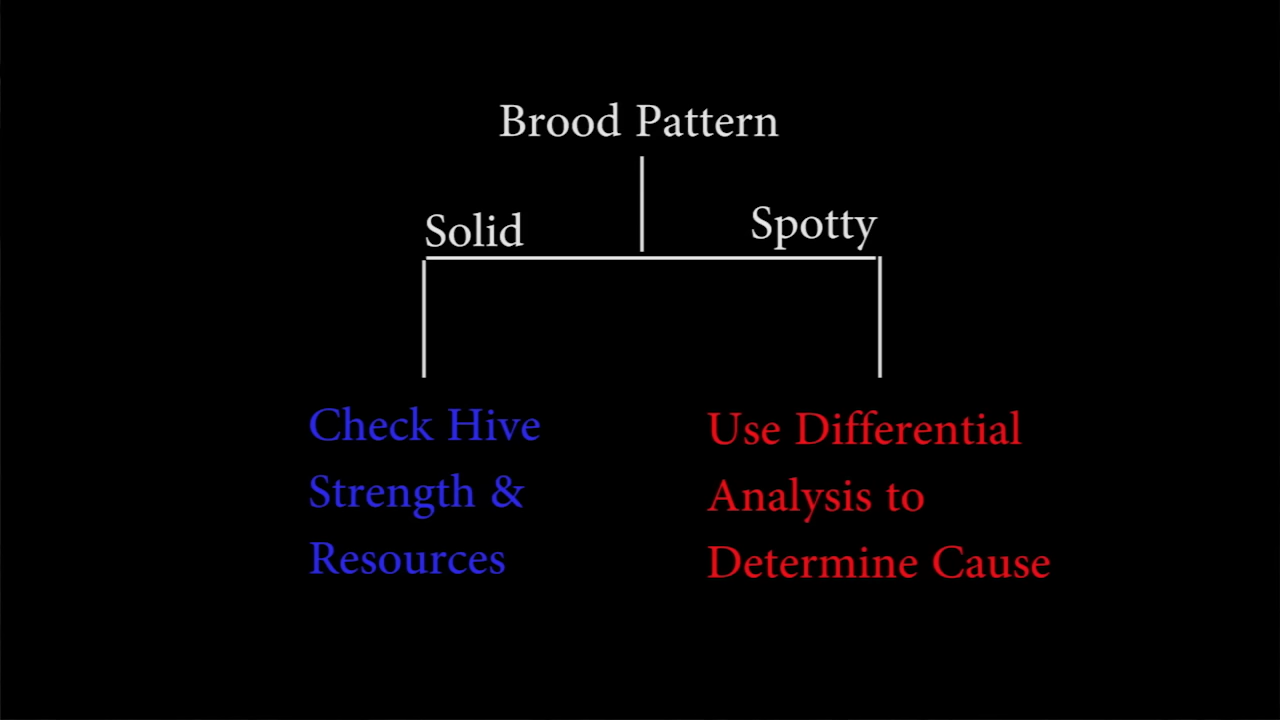 Brood Pattern
Solid
Spotty
Check Hive
Strength &
Resources
Use Differential
Analysis to
Determine Cause